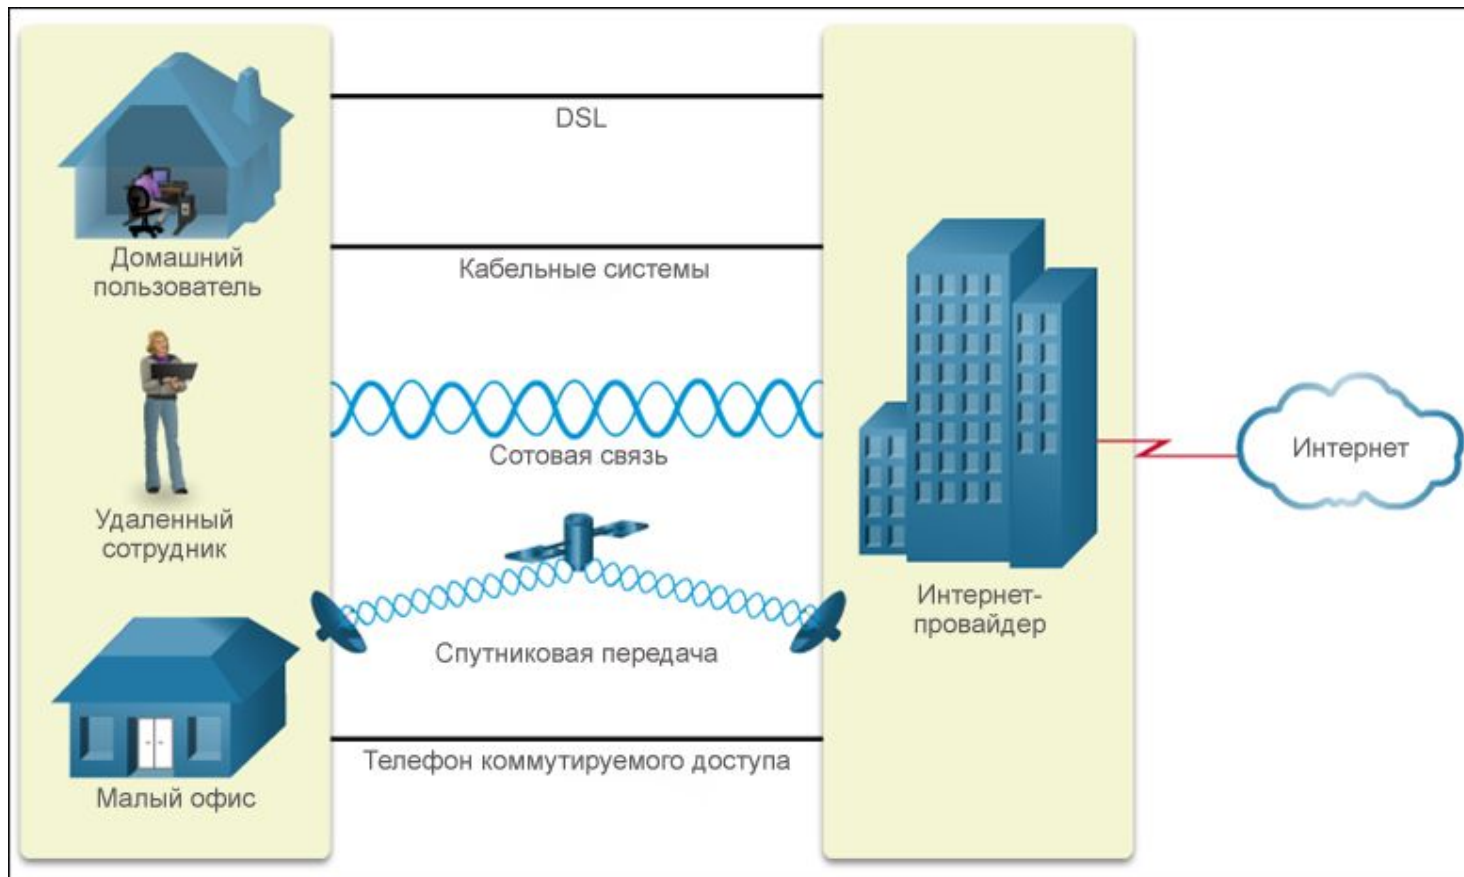 DSL
Домашний
пользователь
Кабельные системы
Сотовая связь
Интернет
Удаленный
сотрудник
Интернет-
провайдер
Спутниковая передача
Телефон коммутируемого доступа
Малый офис